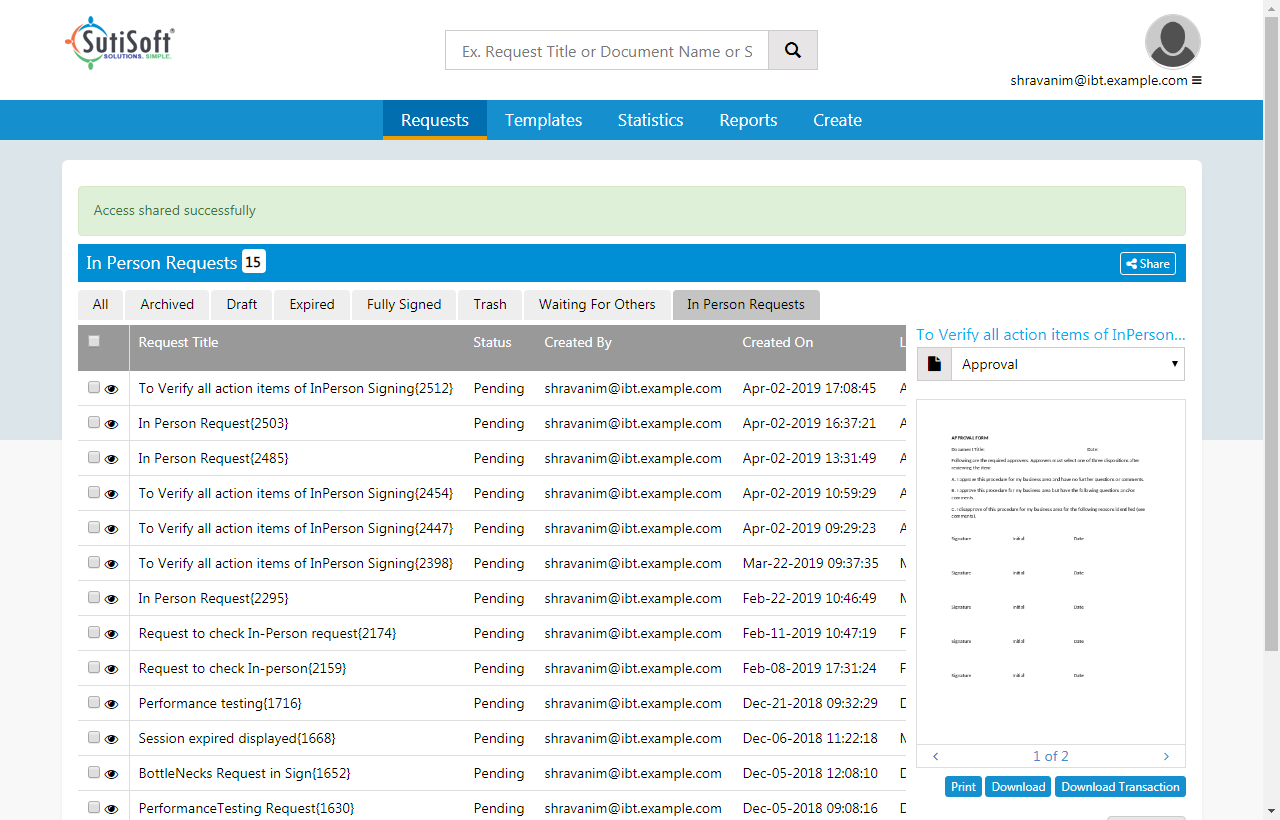 SutiSoft®
SOLUTIONS. SIMPLE.
Ex. Request Title or Document Name or S
shravanim@ibt.example.com
Requests Templates Statistics Reports Create
Access shared successfully
In Person Requests 15 Share
All Archived Draft Expired Fully Signed Trash Waiting For Others In Person Requests
Request Title Status Created By Created On L
To Verify all action items of InPerson Signing{2512} Pending shravanim@ibt.example.com Apr-02-2019 17:08:45 A
In Person Request{2503} Pending shravanim@ibt.example.com Apr-02-2019 16:37:21 A
In Person Request{2485} Pending shravanim@ibt.example.com Apr-02-2019 13:31:49 A
To Verify all action items of InPerson Signing{2454} Pending shravanim@ibt.example.com Apr-02-2019 10:59:29 A
To Verify all action items of InPerson Signing{2447} Pending shravanim@ibt.example.com Apr-02-2019 09:29:23 A
To Verify all action items of InPerson Signing{2398} Pending shravanim@ibt.example.com Mar-22-2019 09:37:35 M
In Person Request{2295} Pending shravanim@ibt.example.com Feb-22-2019 10:46:49 M
Request to check In-Person request{2174} Pending shravanim@ibt.example.com Feb-11-2019 10:47:19 F
Request to check In-person{2159} Pending shravanim@ibt.example.com Feb-08-2019 17:31:24 F
Performance testing{1716} Pending shravanim@ibt.example.com Dec-21-2018 09:32:29 D
Session expired displayed{1668} Pending shravanim@ibt.example.com Dec-06-2018 11:22:18 M
BottleNecks Request in Sign{1652} Pending shravanim@ibt.example.com Dec-05-2018 12:08:10 D
PerformanceTesting Request{1630} Pending shravanim@ibt.example.com Dec-05-2018 09:08:16 D
To Verify all action items of InPerson...
Approval
APPROVAL FORM
Document Title: Date:
Following are the required approvers. Approvers must select one of three dispositions after
reviewing the item:
A. I approve this procedure for my business area and have no further questions or comments.
B. I approve this procedure for my business area but have the following questions and/or
comments.
C. I disapprove of this procedure for my business area for the following reasons identified (see
comments).
Signature Initial Date
Signature Initial Date
Signature Initial Date
Signature Initial Date
Signature Initial Date
1 of 2
Print Download Download Transaction